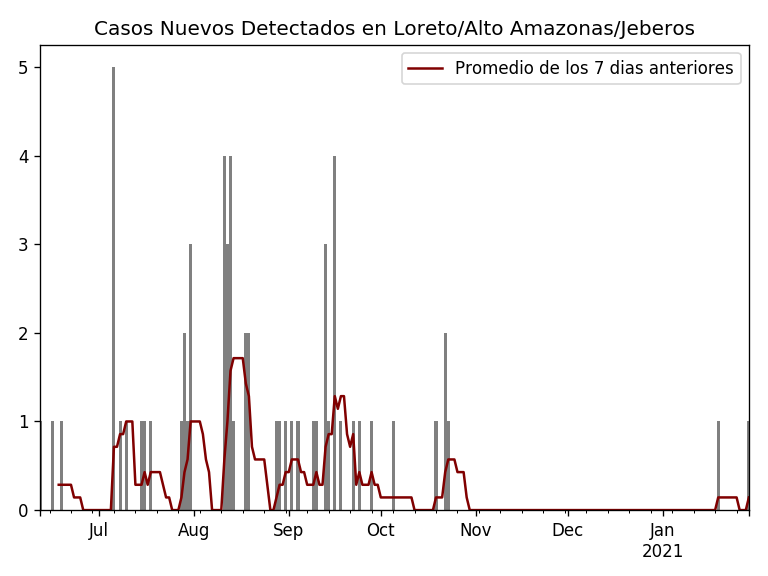 Casos Nuevos Detectados en Loreto/Alto Amazonas/Jeberos
Promedio de los 7 dias anteriores
5
4
3
2
1
0
Jul Aug Sep Oct Nov Dec Jan
2021